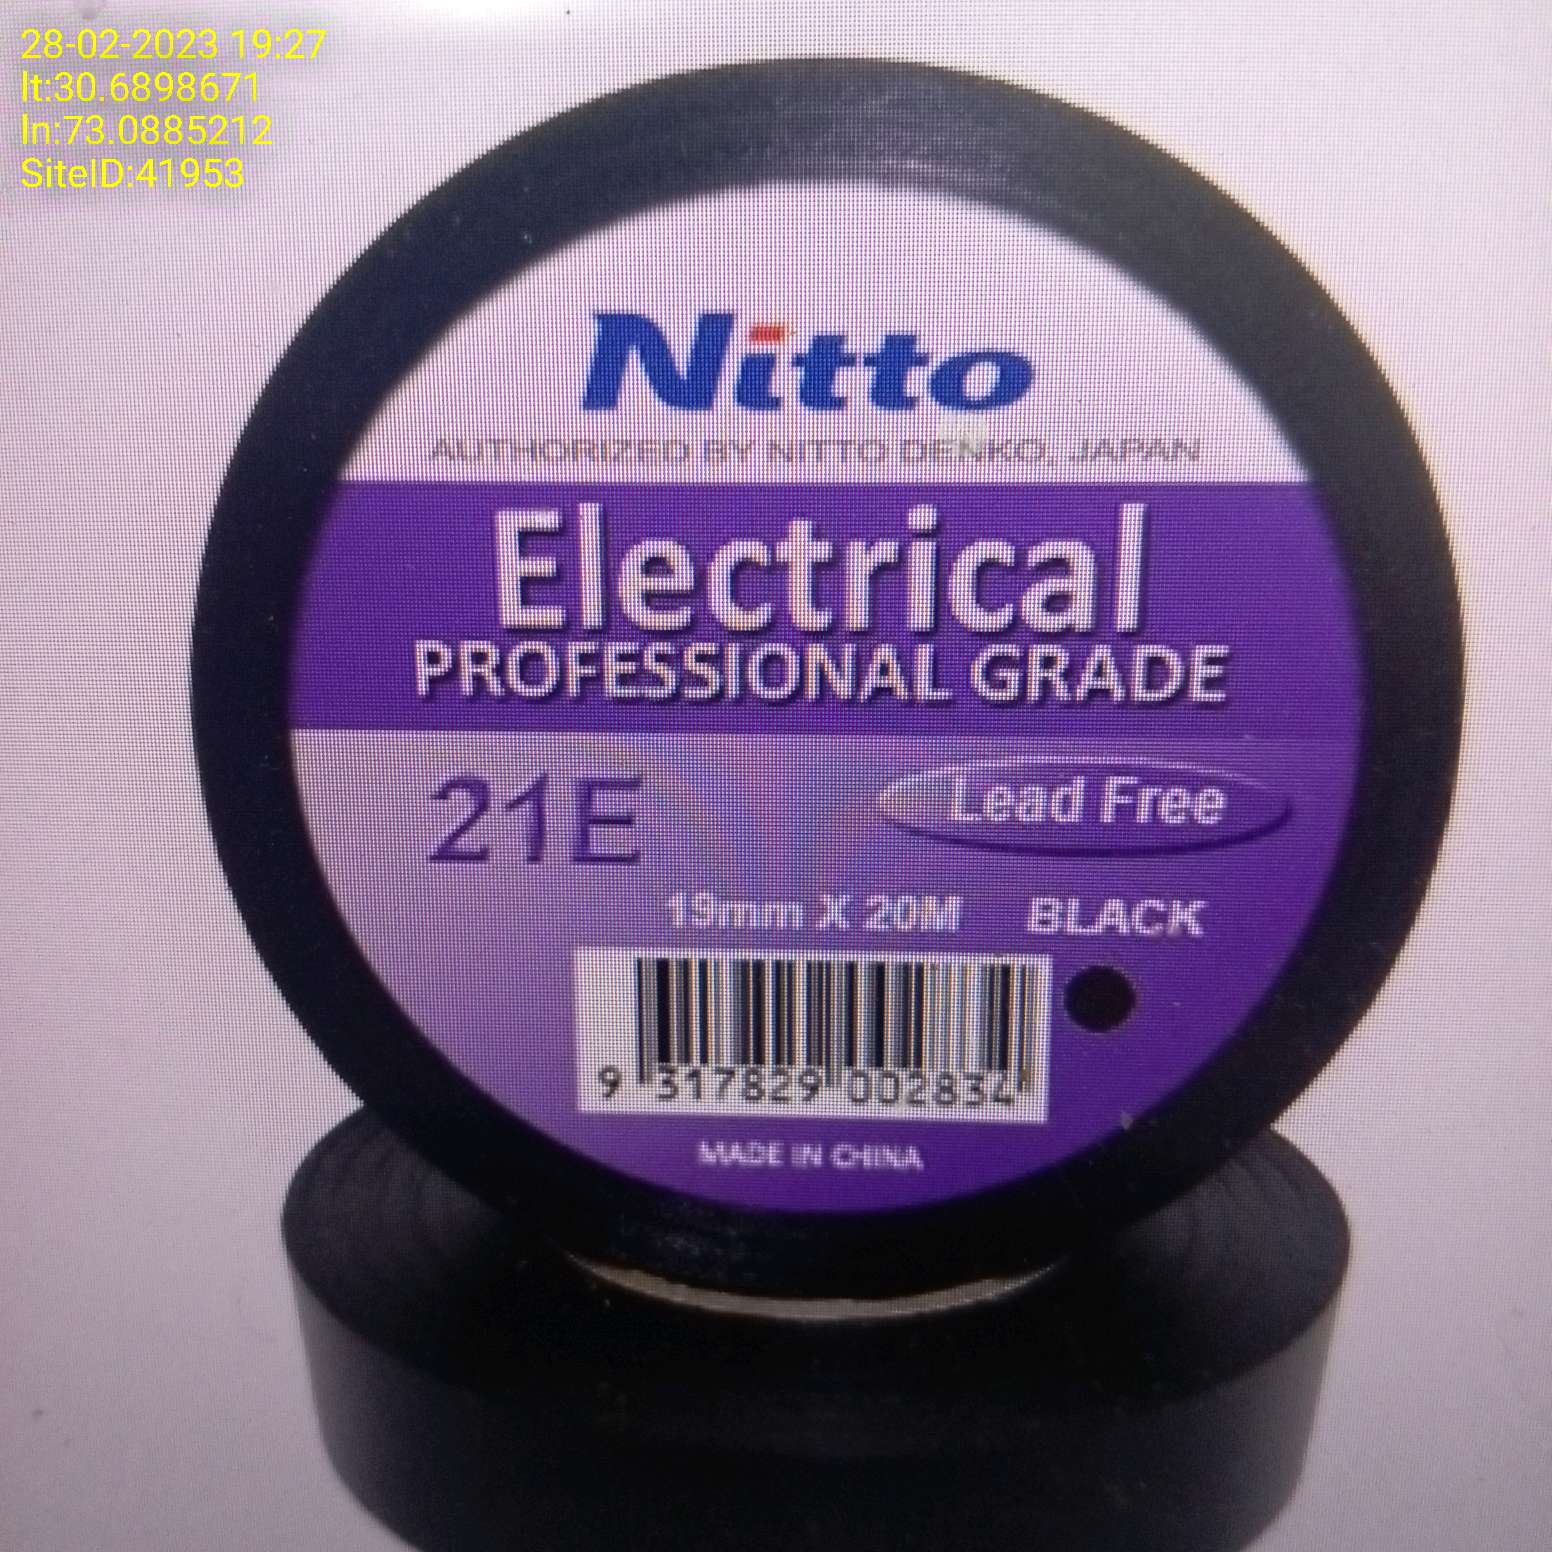 28-02-2023 19:27
lt:30.6898671
ln:73.0885212
SiteID:41953
Nitto
AUTHORIZED BY NITTO DENKO, JAPAN
Electrical
PROFESSIONAL GRADE
21E
Lead Free
19mm X 20M BLACK
9 317829 002834
MADE IN CHINA